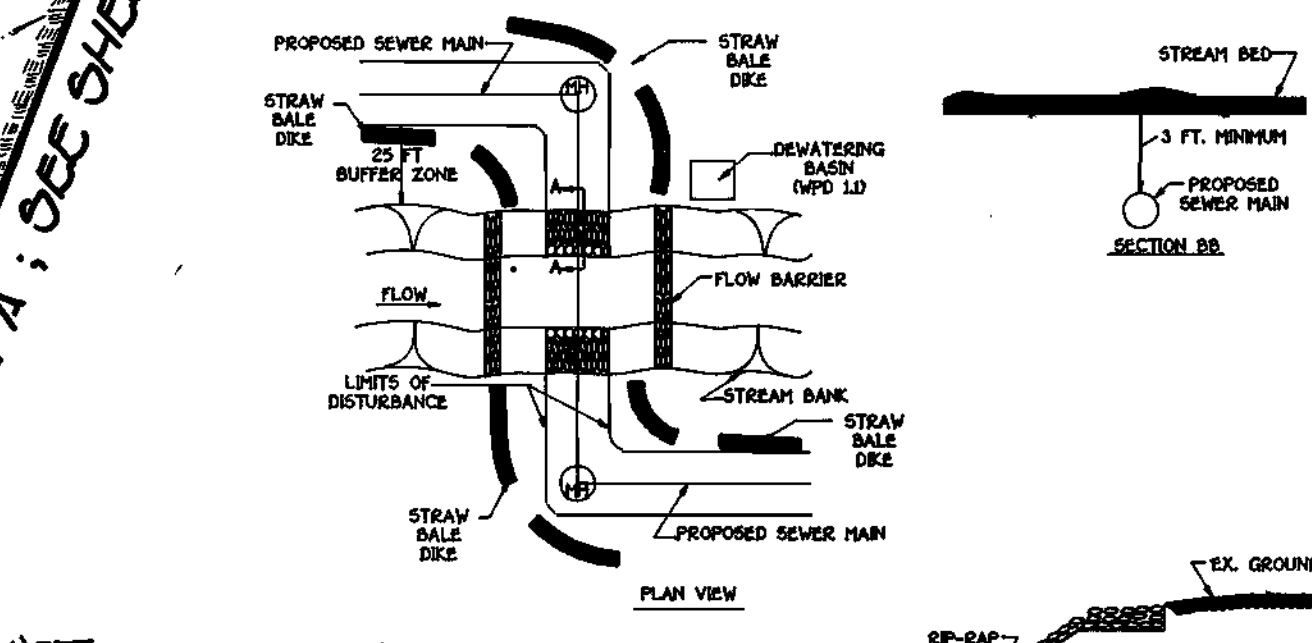 A ; SEE SHE
PROPOSED SEWER MAIN
STRAW
BALE
DIKE
MH
STRAW
BALE
DIKE
25 FT
BUFFER ZONE
A
DEWATERING
BASIN
(WPD 1.1)
A
FLOW BARRIER
FLOW
LIMITS OF
DISTURBANCE
STREAM BANK
STRAW
BALE
DIKE
MH
STRAW
BALE
DIKE
PROPOSED SEWER MAIN
PLAN VIEW
STREAM BED
3 FT. MINIMUM
PROPOSED
SEWER MAIN
SECTION BB
EX. GROUN
RIP-RAP